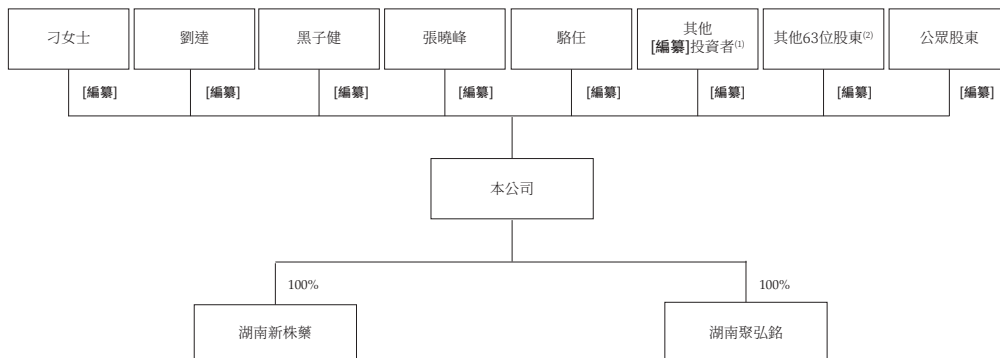 刁女士
劉達
黑子健
張曉峰
駱任
其他
[編纂]投資者(1)
其他63位股東(2)
公眾股東
[編纂]
[編纂]
[編纂]
[編纂]
[編纂]
[編纂]
[編纂]
[編纂]
本公司
100%
100%
湖南新株藥
湖南聚弘銘